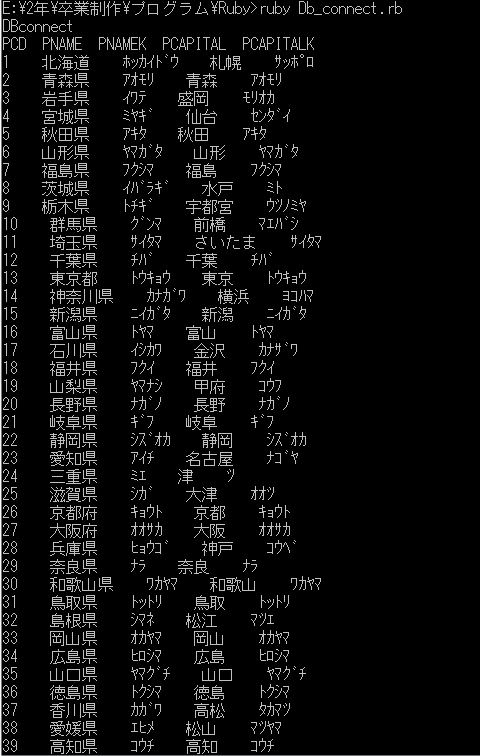 E:¥2年¥卒業制作¥プログラム¥Ruby>ruby Db_connect.rb
DBconnect
PCD PNAME PNAMEK PCAPITAL PCAPITALK
1 北海道 ﾎｯｶｲﾄﾞｳ 札幌 ｻｯﾎﾟﾛ
2 青森県 ｱｵﾓﾘ 青森 ｱｵﾓﾘ
3 岩手県 ｲﾜﾃ 盛岡 ﾓﾘｵｶ
4 宮城県 ﾐﾔｷﾞ 仙台 ｾﾝﾀﾞｲ
5 秋田県 ｱｷﾀ 秋田 ｱｷﾀ
6 山形県 ﾔﾏｶﾞﾀ 山形 ﾔﾏｶﾞﾀ
7 福島県 ﾌｸｼﾏ 福島 ﾌｸｼﾏ
8 茨城県 ｲﾊﾞﾗｷﾞ 水戸 ﾐﾄ
9 栃木県 ﾄﾁｷﾞ 宇都宮 ｳﾂﾉﾐﾔ
10 群馬県 ｸﾞﾝﾏ 前橋 ﾏｴﾊﾞｼ
11 埼玉県 ｻｲﾀﾏ さいたま ｻｲﾀﾏ
12 千葉県 ﾁﾊﾞ 千葉 ﾁﾊﾞ
13 東京都 ﾄｳｷｮｳ 東京 ﾄｳｷｮｳ
14 神奈川県 ｶﾅｶﾞﾜ 横浜 ﾖｺﾊﾏ
15 新潟県 ﾆｲｶﾞﾀ 新潟 ﾆｲｶﾞﾀ
16 富山県 ﾄﾔﾏ 富山 ﾄﾔﾏ
17 石川県 ｲｼｶﾜ 金沢 ｶﾅｻﾞﾜ
18 福井県 ﾌｸｲ 福井 ﾌｸｲ
19 山梨県 ﾔﾏﾅｼ 甲府 ｺｳﾌ
20 長野県 ﾅｶﾞﾉ 長野 ﾅｶﾞﾉ
21 岐阜県 ｷﾞﾌ 岐阜 ｷﾞﾌ
22 静岡県 ｼｽﾞｵｶ 静岡 ｼｽﾞｵｶ
23 愛知県 ｱｲﾁ 名古屋 ﾅｺﾞﾔ
24 三重県 ﾐｴ 津 ﾂ
25 滋賀県 ｼｶﾞ 大津 ｵｵﾂ
26 京都府 ｷｮｳﾄ 京都 ｷｮｳﾄ
27 大阪府 ｵｵｻｶ 大阪 ｵｵｻｶ
28 兵庫県 ﾋｮｳｺﾞ 神戸 ｺｳﾍﾞ
29 奈良県 ﾅﾗ 奈良 ﾅﾗ
30 和歌山県 ﾜｶﾔﾏ 和歌山 ﾜｶﾔﾏ
31 鳥取県 ﾄｯﾄﾘ 鳥取 ﾄｯﾄﾘ
32 島根県 ｼﾏﾈ 松江 ﾏﾂｴ
33 岡山県 ｵｶﾔﾏ 岡山 ｵｶﾔﾏ
34 広島県 ﾋﾛｼﾏ 広島 ﾋﾛｼﾏ
35 山口県 ﾔﾏｸﾞﾁ 山口 ﾔﾏｸﾞﾁ
36 徳島県 ﾄｸｼﾏ 徳島 ﾄｸｼﾏ
37 香川県 ｶｶﾞﾜ 高松 ﾀｶﾏﾂ
38 愛媛県 ｴﾋﾒ 松山 ﾏﾂﾔﾏ
39 高知県 ｺｳﾁ 高知 ｺｳﾁ